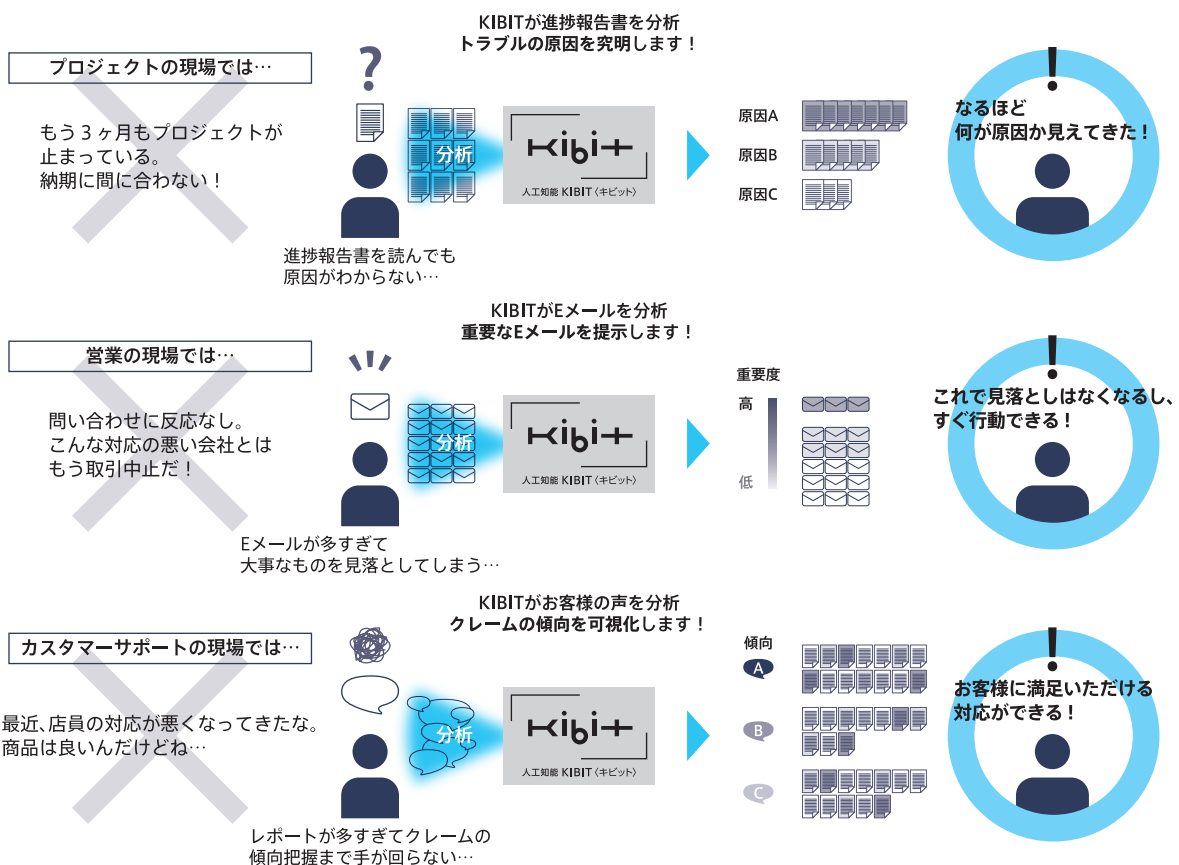 KIBITが進捗報告書を分析
トラブルの原因を究明します！
プロジェクトの現場では…
もう３ヶ月もプロジェクトが
止まっている。
納期に間に合わない！
?
進捗報告書を読んでも
原因がわからない…
分析
Kibit
人工知能 KIBIT〈キビット〉
原因A
原因B
原因C
!
なるほど
何が原因か見えてきた！
KIBITがEメールを分析
重要なEメールを提示します！
営業の現場では…
問い合わせに反応なし。
こんな対応の悪い会社とは
もう取引中止だ！
Eメールが多すぎて
大事なものを見落としてしまう…
分析
Kibit
人工知能 KIBIT〈キビット〉
重要度
高
低
!
これで見落としはなくなるし、
すぐ行動できる！
KIBITがお客様の声を分析
クレームの傾向を可視化します！
カスタマーサポートの現場では…
最近、店員の対応が悪くなってきたな。
商品は良いんだけどね…
レポートが多すぎてクレームの
傾向把握まで手が回らない…
分析
Kibit
人工知能 KIBIT〈キビット〉
傾向
A
B
C
!
お客様に満足いただける
対応ができる！